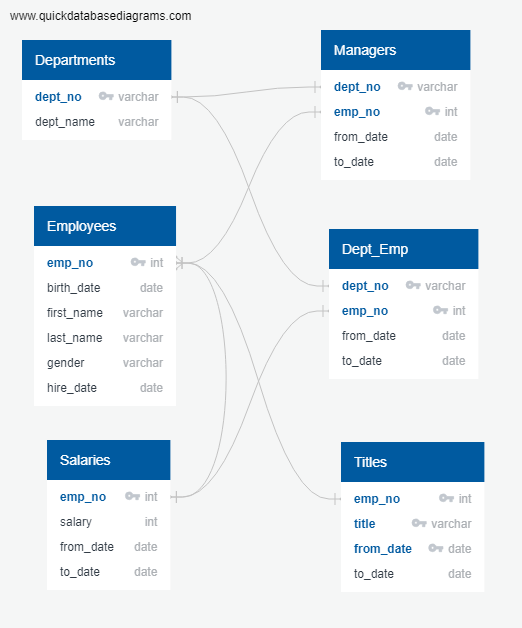 www.quickdatabasediagrams.com
Departments
dept_no varchar
dept_name varchar
Managers
dept_no varchar
emp_no int
from_date date
to_date date
Employees
emp_no int
birth_date date
first_name varchar
last_name varchar
gender varchar
hire_date date
Dept_Emp
dept_no varchar
emp_no int
from_date date
to_date date
Salaries
emp_no int
salary int
from_date date
to_date date
Titles
emp_no int
title varchar
from_date date
to_date date